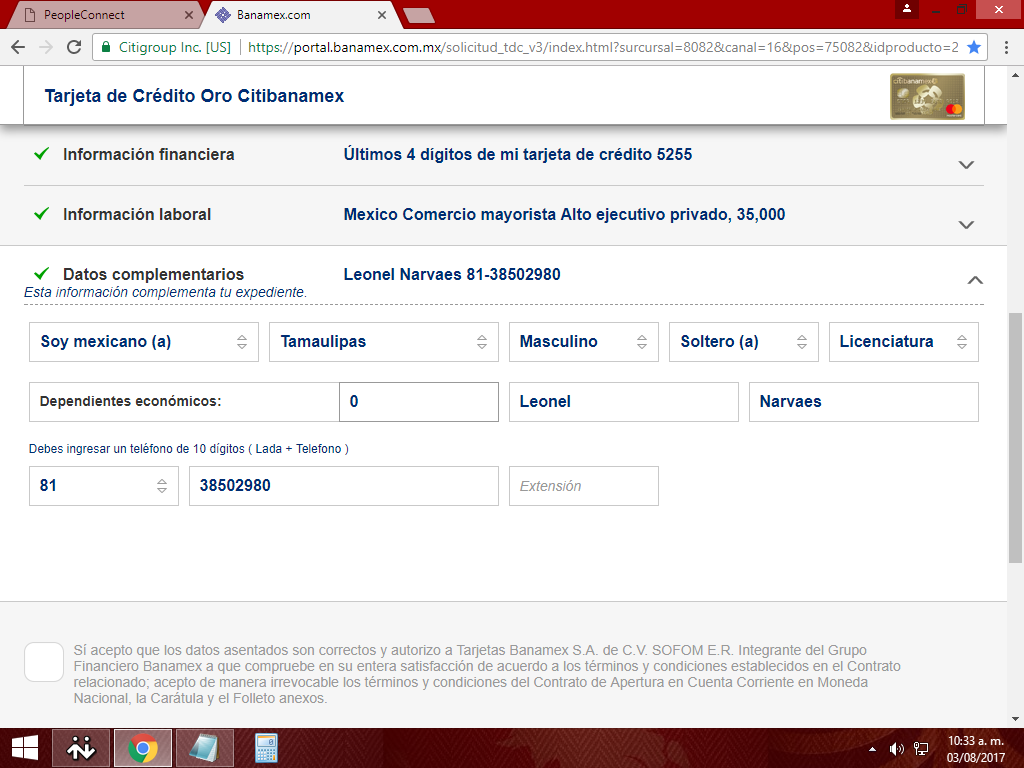 PeopleConnect
Banamex.com
Citigroup Inc. [US]
https://portal.banamex.com.mx/solicitud_tdc_v3/index.html?surcursal=8082&canal=16&pos=75082&idproducto=2
Tarjeta de Crédito Oro Citibanamex
citibanamex
Información financiera
Últimos 4 dígitos de mi tarjeta de crédito 5255
Información laboral
Mexico Comercio mayorista Alto ejecutivo privado, 35,000
Datos complementarios
Leonel Narvaes 81-38502980
Esta información complementa tu expediente.
Soy mexicano (a)
Tamaulipas
Masculino
Soltero (a)
Licenciatura
Dependientes económicos:
0
Leonel
Narvaes
Debes ingresar un teléfono de 10 dígitos ( Lada + Telefono )
81
38502980
Extensión
Sí acepto que los datos asentados son correctos y autorizo a Tarjetas Banamex S.A. de C.V. SOFOM E.R. Integrante del Grupo
Financiero Banamex a que compruebe en su entera satisfacción de acuerdo a los términos y condiciones establecidos en el Contrato
relacionado; acepto de manera irrevocable los términos y condiciones del Contrato de Apertura en Cuenta Corriente en Moneda
Nacional, la Carátula y el Folleto anexos.
10:33 a. m.
03/08/2017